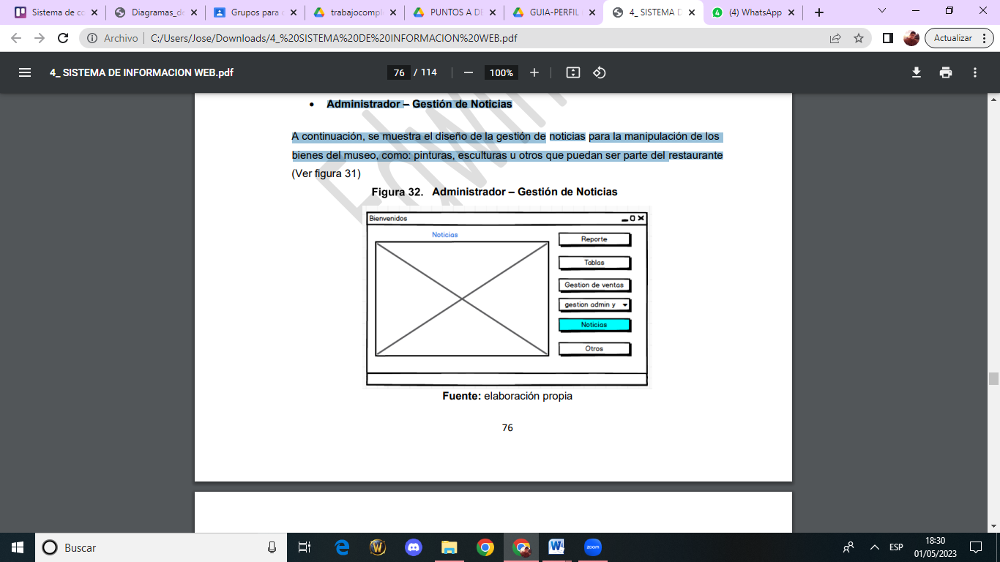 Sistema de co
Diagramas_de
Grupos para c
trabajocomple
PUNTOS A DE
GUIA-PERFIL
4_ SISTEMA D
(4) WhatsApp
Archivo
C:/Users/Jose/Downloads/4_%20SISTEMA%20DE%20INFORMACION%20WEB.pdf
Actualizar
4_ SISTEMA DE INFORMACION WEB.pdf
76 / 114
100%
• Administrador – Gestión de Noticias
A continuación, se muestra el diseño de la gestión de noticias para la manipulación de los
bienes del museo, como: pinturas, esculturas u otros que puedan ser parte del restaurante
(Ver figura 31)
Edwin
Figura 32. Administrador – Gestión de Noticias
Bienvenidos
Noticias
Reporte
Tablas
Gestion de ventas
gestion admin y
Noticias
Otros
Fuente: elaboración propia
76
Buscar
zoom
ESP
18:30
01/05/2023